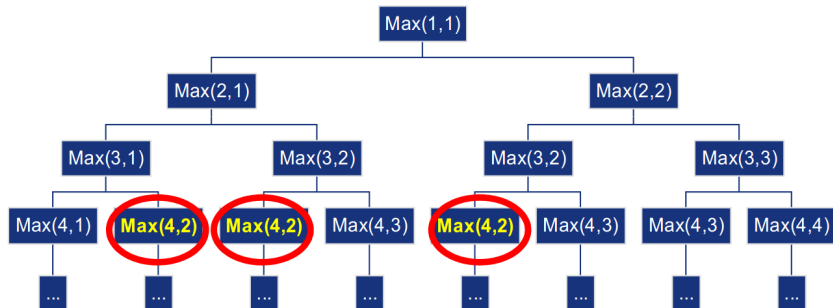 Max(1,1)
Max(2,1) Max(2,2)
Max(3,1) Max(3,2) Max(3,2) Max(3,3)
Max(4,1) Max(4,2) Max(4,2) Max(4,3) Max(4,2) Max(4,3) Max(4,3) Max(4,4)
... ... ... ... ... ... ... ...